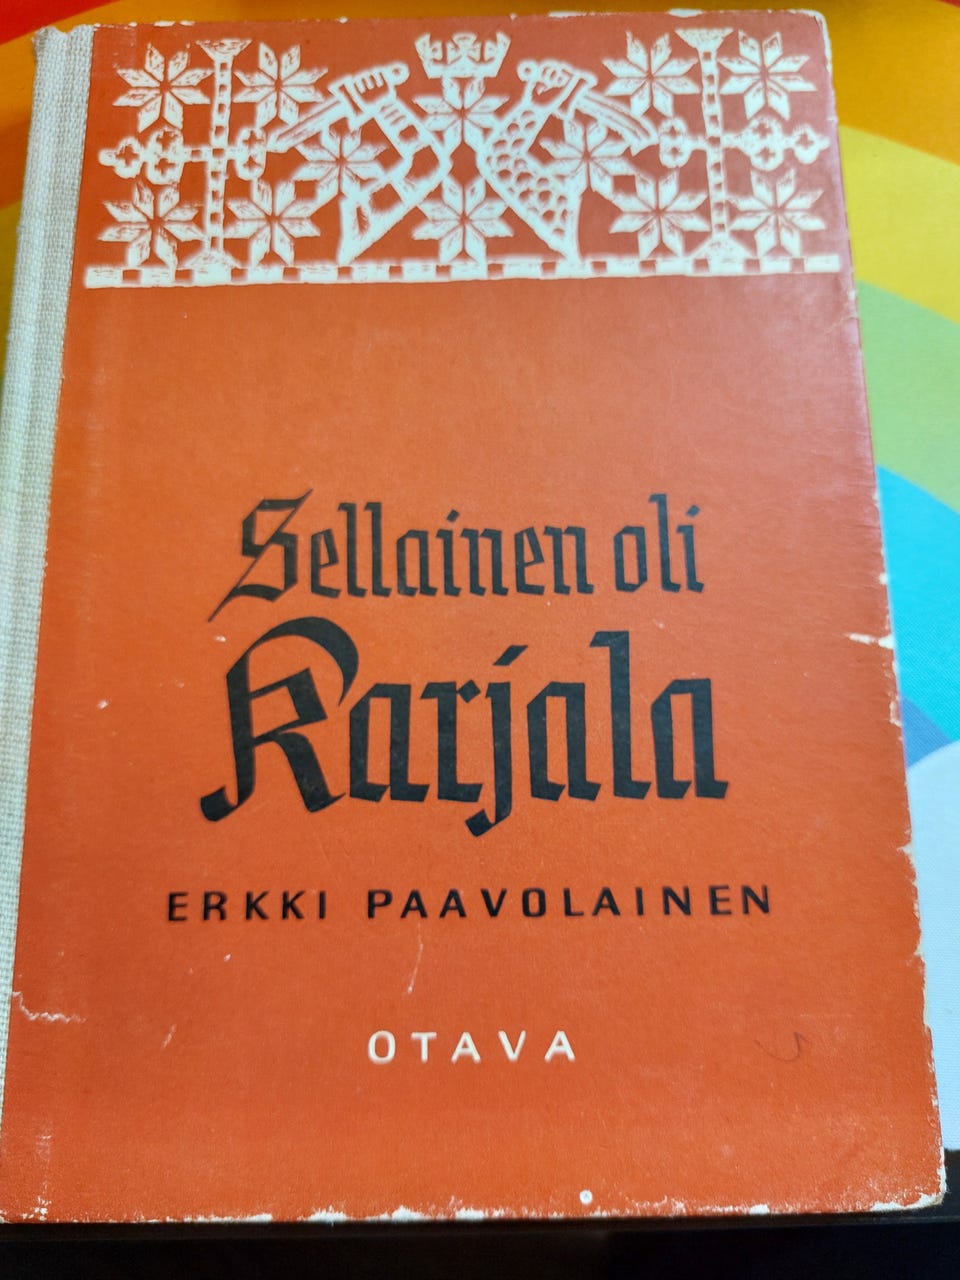 Sellainen oli
Karjala
ERKKI PAAVOLAINEN
OTAVA